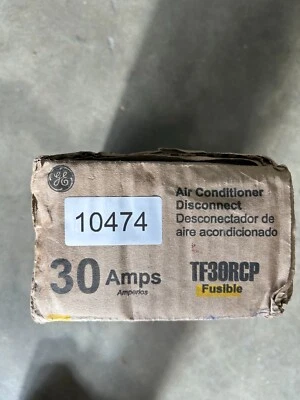 GE
Air Conditioner
Disconnect
Desconectador de
aire acondicionado
10474
30 Amps
Amperios
TF30RCP
Fusible